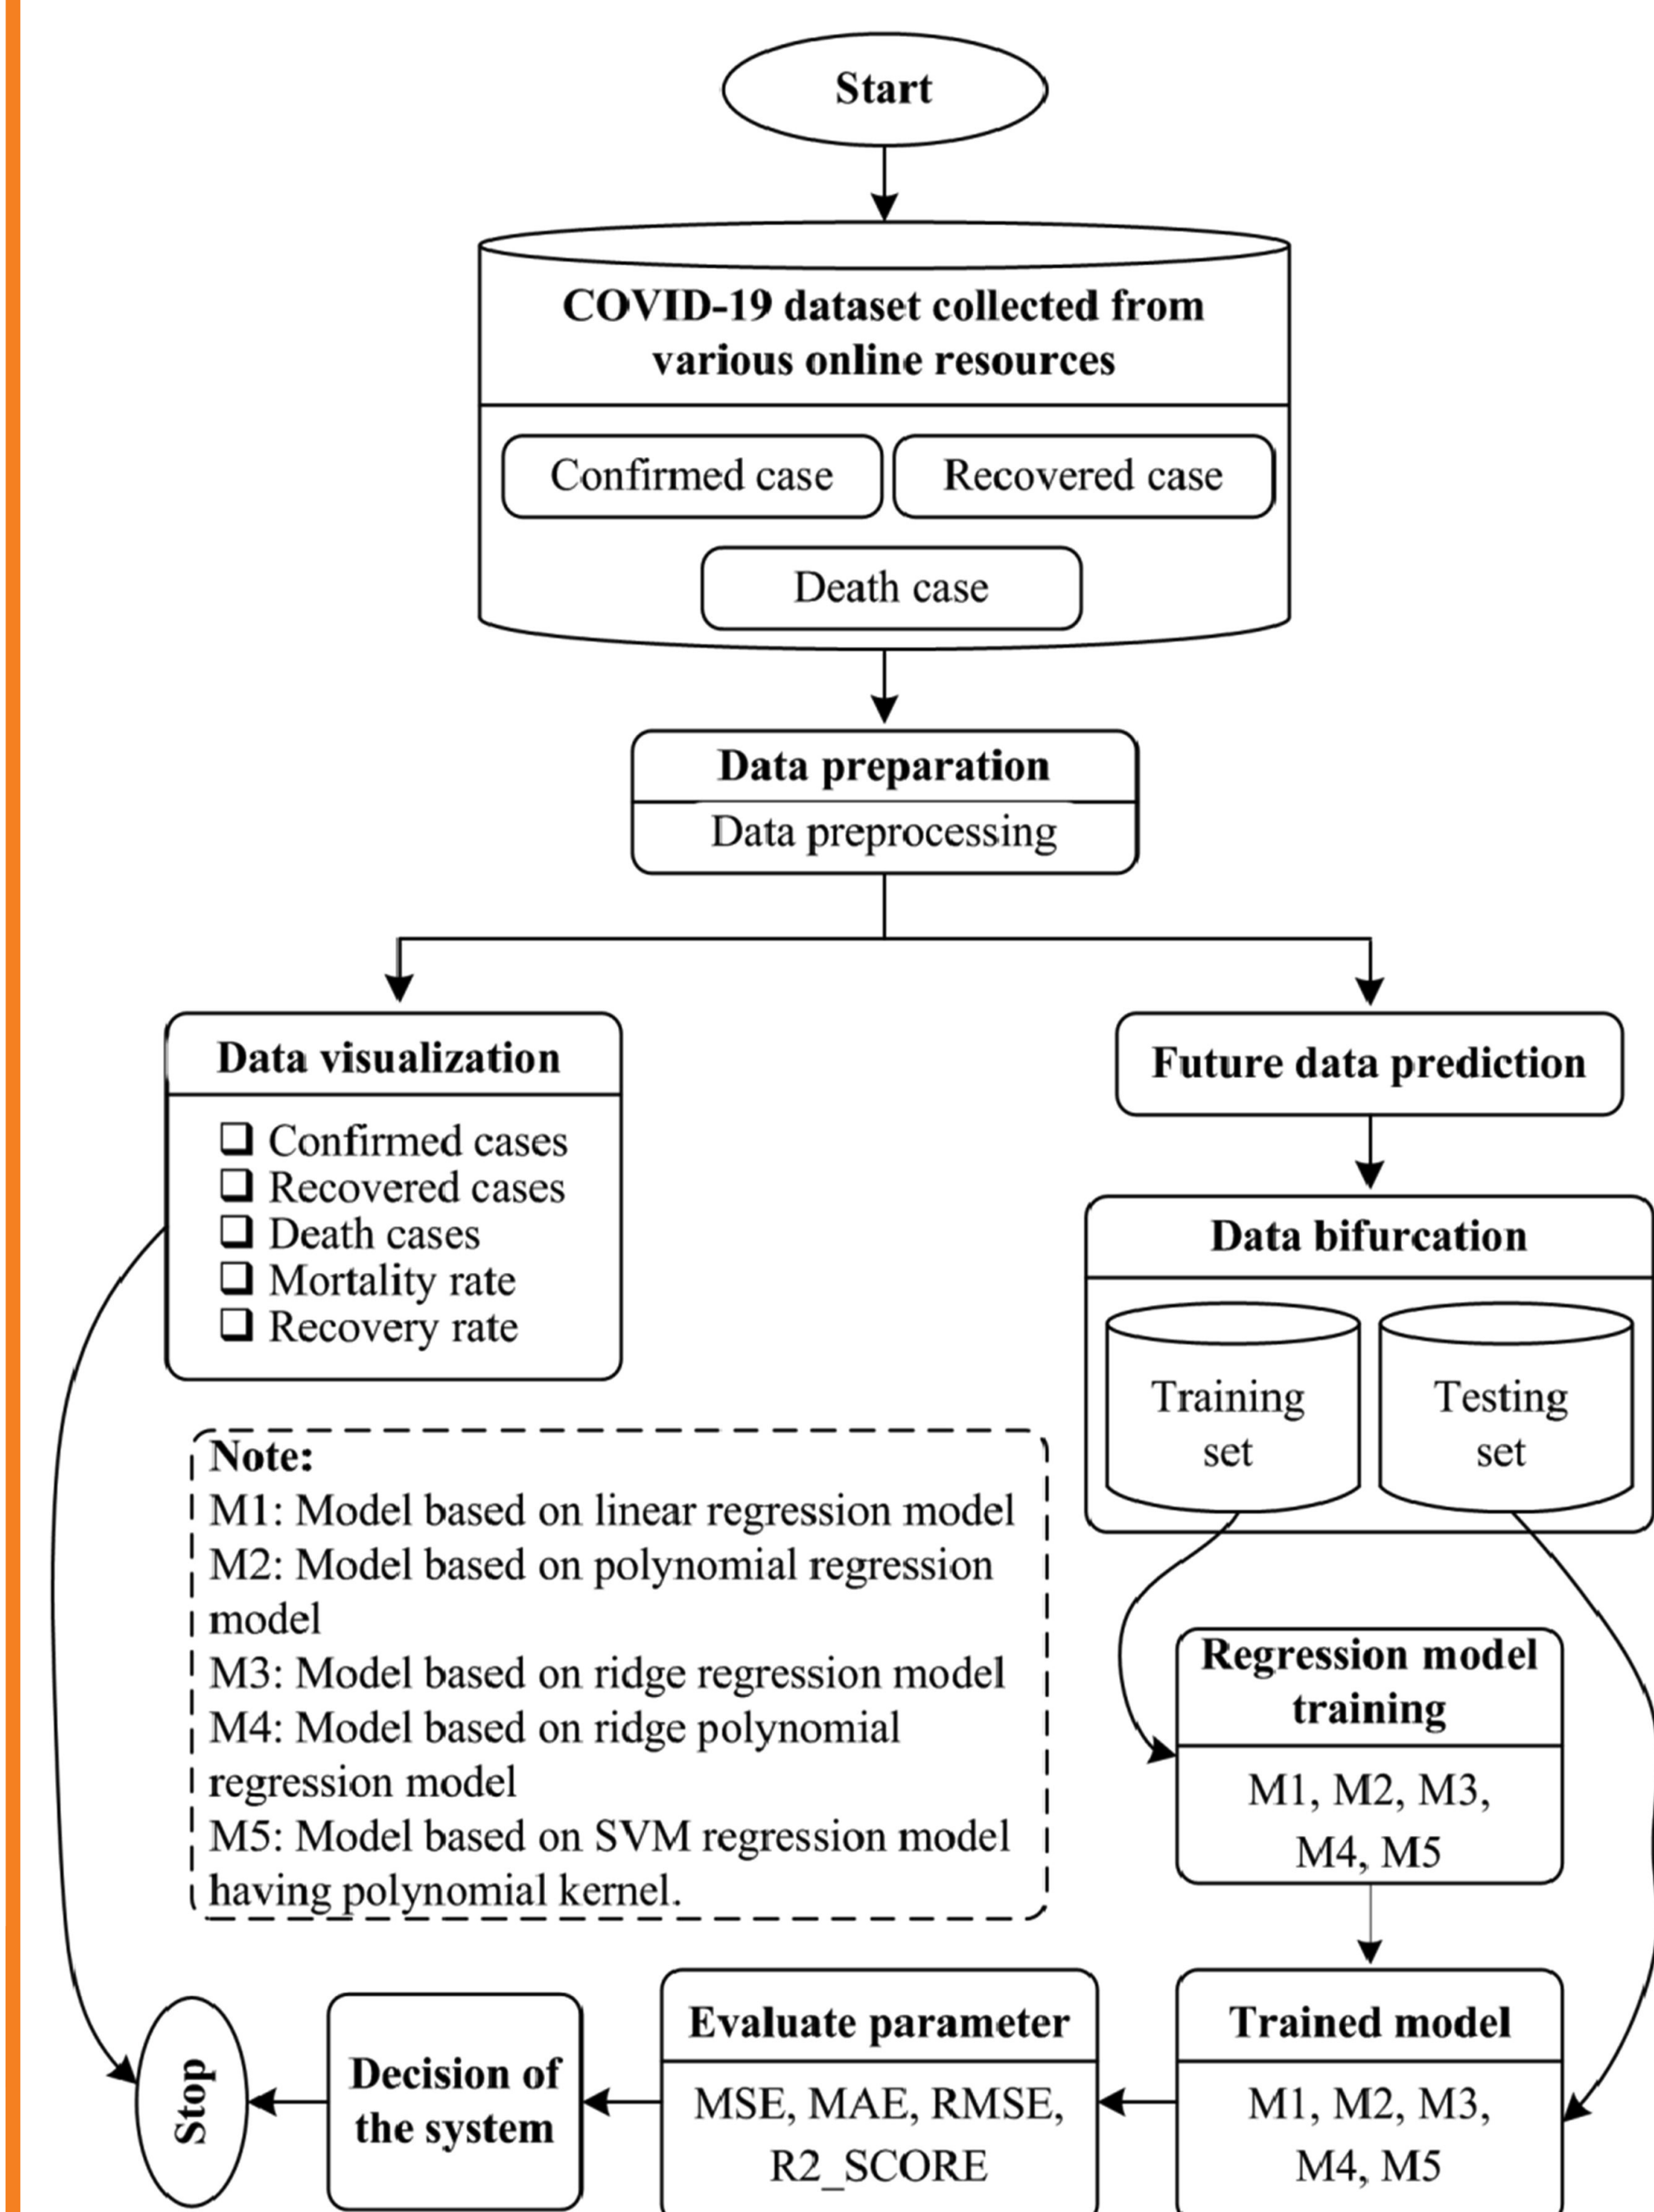 Start
COVID-19 dataset collected from
various online resources
Confirmed case
Recovered case
Death case
Data preparation
Data preprocessing
Data visualization
❑ Confirmed cases
❑ Recovered cases
❑ Death cases
❑ Mortality rate
❑ Recovery rate
Future data prediction
Data bifurcation
Training
set
Testing
set
Note:
M1: Model based on linear regression model
M2: Model based on polynomial regression
model
M3: Model based on ridge regression model
M4: Model based on ridge polynomial
regression model
M5: Model based on SVM regression model
having polynomial kernel.
Regression model
training
M1, M2, M3,
M4, M5
Trained model
M1, M2, M3,
M4, M5
Evaluate parameter
MSE, MAE, RMSE,
R2_SCORE
Decision of
the system
Stop